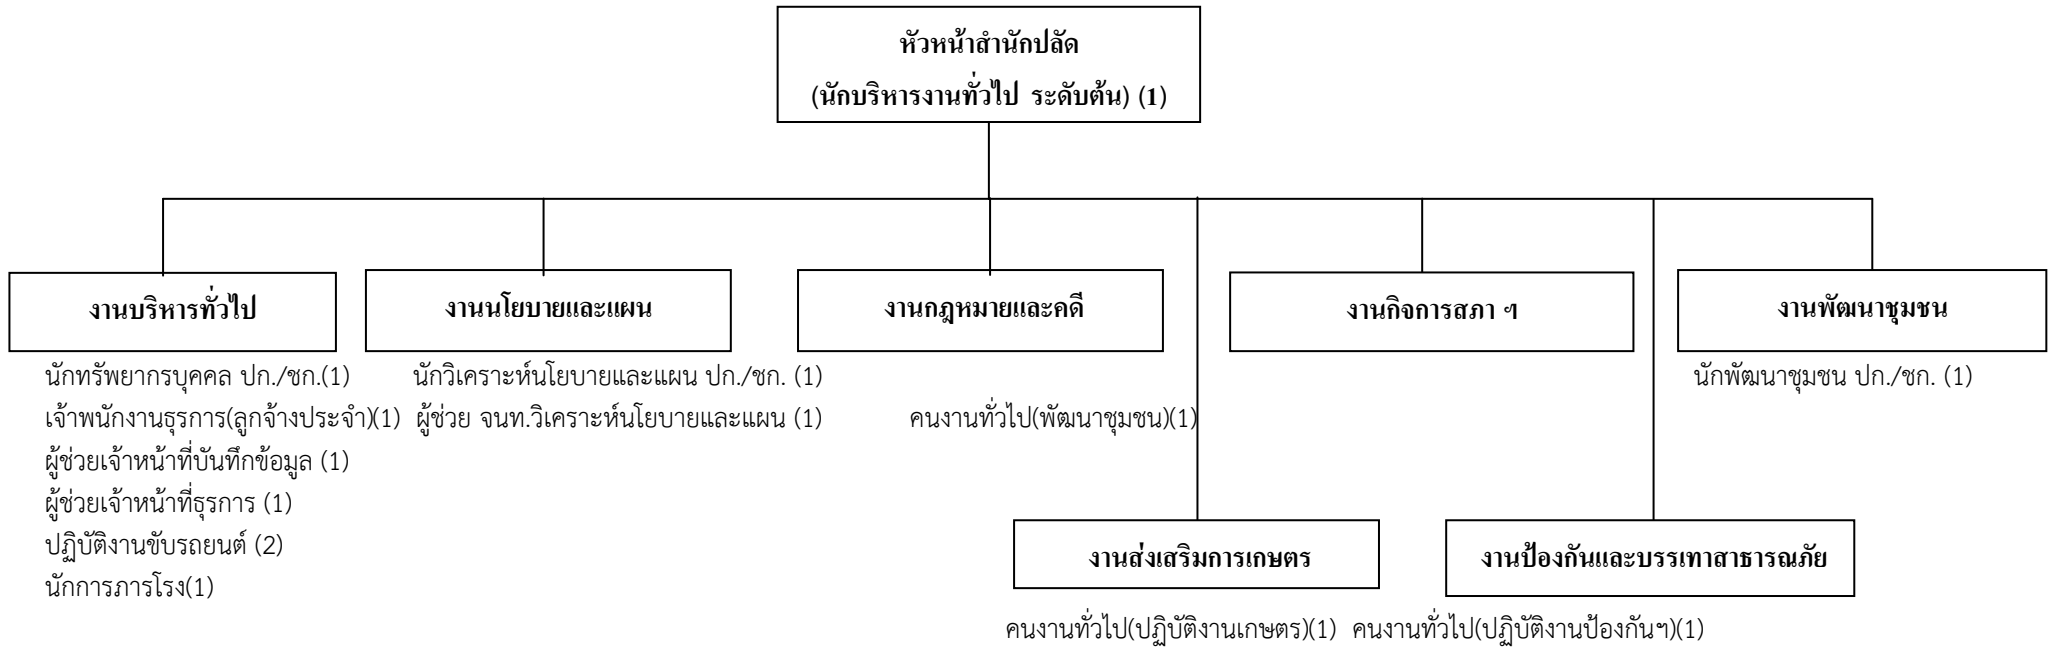 หัวหน้าสำนักปลัด
(นักบริหารงานทั่วไป ระดับต้น) (1)
งานบริหารทั่วไป
งานนโยบายและแผน
งานกฎหมายและคดี
งานกิจการสภา ฯ
งานพัฒนาชุมชน
นักทรัพยากรบุคคล ปก./ชก.(1)
เจ้าพนักงานธุรการ(ลูกจ้างประจำ)(1)
ผู้ช่วยเจ้าหน้าที่บันทึกข้อมูล (1)
ผู้ช่วยเจ้าหน้าที่ธุรการ (1)
ปฏิบัติงานขับรถยนต์ (2)
นักการภารโรง(1)
นักวิเคราะห์นโยบายและแผน ปก./ชก. (1)
ผู้ช่วย จนท.วิเคราะห์นโยบายและแผน (1)
คนงานทั่วไป(พัฒนาชุมชน)(1)
นักพัฒนาชุมชน ปก./ชก. (1)
งานส่งเสริมการเกษตร
งานป้องกันและบรรเทาสาธารณภัย
คนงานทั่วไป(ปฏิบัติงานเกษตร)(1)
คนงานทั่วไป(ปฏิบัติงานป้องกันฯ)(1)